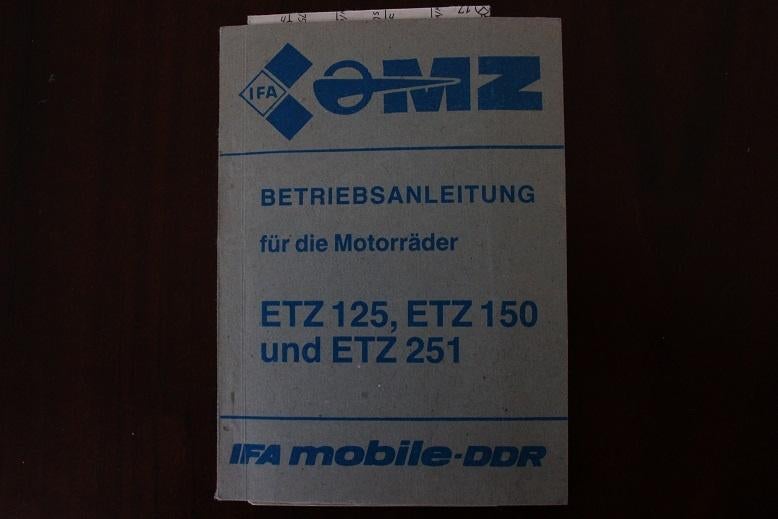 IFA MZ
BETRIEBSANLEITUNG
für die Motorräder
ETZ 125, ETZ 150
und ETZ 251
IFA mobile-DDR